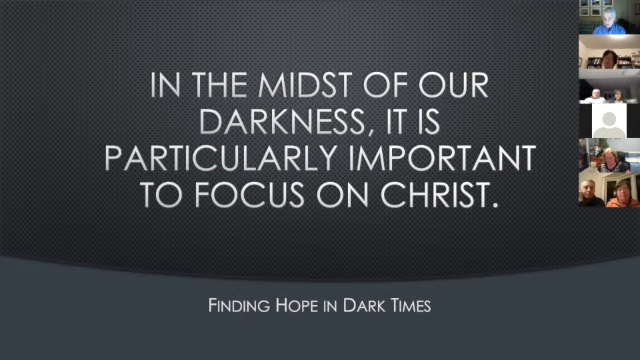 IN THE MIDST OF OUR
DARKNESS, IT IS
PARTICULARLY IMPORTANT
TO FOCUS ON CHRIST.
FINDING HOPE IN DARK TIMES